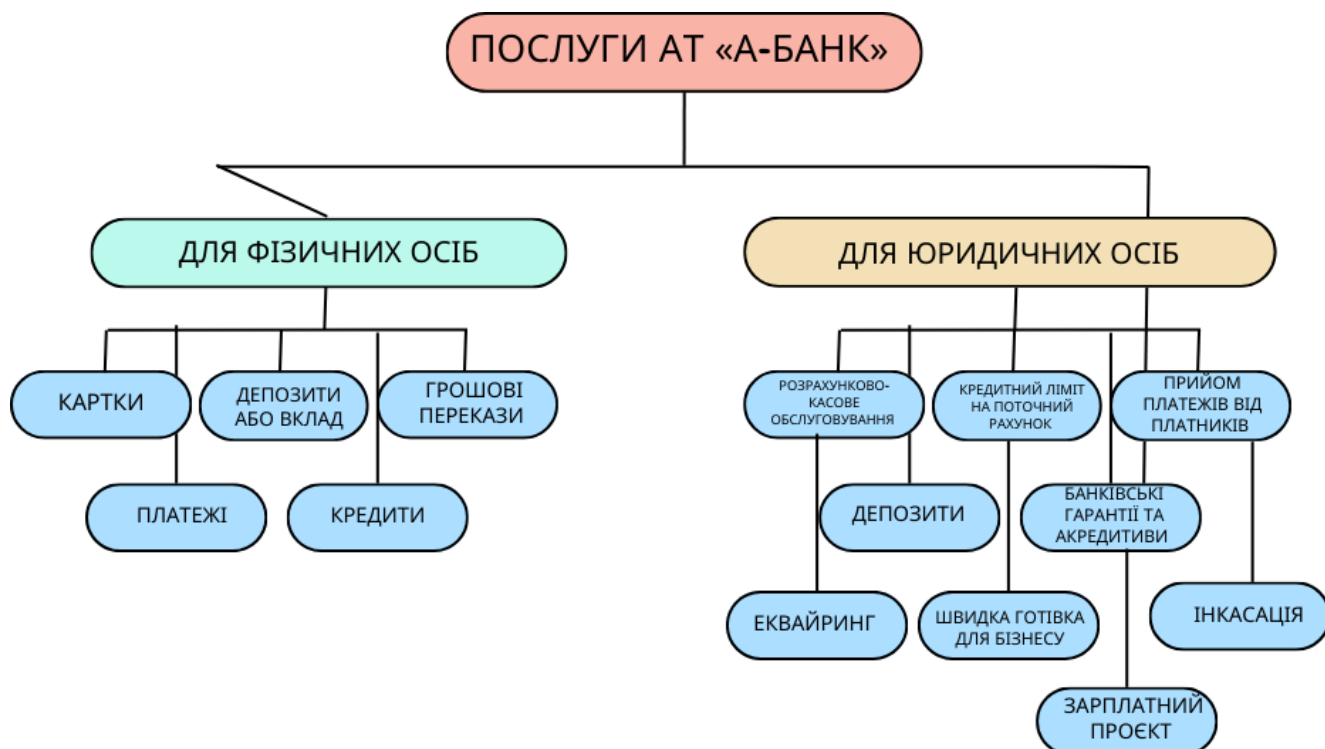 ПОСЛУГИ АТ «А-БАНК»
ДЛЯ ФІЗИЧНИХ ОСІБ
ДЛЯ ЮРИДИЧНИХ ОСІБ
КАРТКИ
ДЕПОЗИТИ
АБО ВКЛАД
ГРОШОВІ
ПЕРЕКАЗИ
ПЛАТЕЖІ
КРЕДИТИ
РОЗРАХУНКОВО-
КАСОВЕ
ОБСЛУГОВУВАННЯ
КРЕДИТНИЙ ЛІМІТ
НА ПОТОЧНИЙ
РАХУНОК
ПРИЙОМ
ПЛАТЕЖІВ ВІД
ПЛАТНИКІВ
ДЕПОЗИТИ
БАНКІВСЬКІ
ГАРАНТІЇ ТА
АКРЕДИТИВИ
ЕКВАЙРИНГ
ШВИДКА ГОТІВКА
ДЛЯ БІЗНЕСУ
ІНКАСАЦІЯ
ЗАРПЛАТНИЙ
ПРОЄКТ